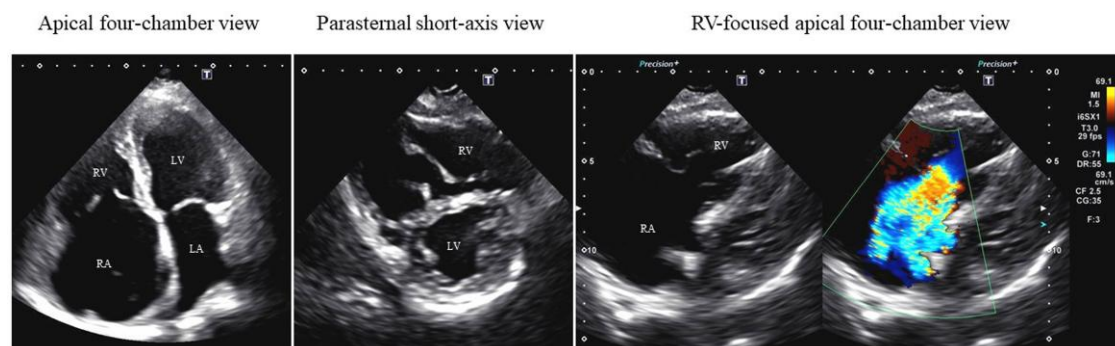 Apical four-chamber view
Parasternal short-axis view
RV-focused apical four-chamber view
T
RV
LV
RA
LA
T
RV
LV
Precision+
T
0
5
10
RV
RA
Precision+
T
0
5
10
69.1
MI
1.5
i6SX1
T3.0
29 fps
G:71
DR:55
69.1
cm/s
CF 2.5
CG:35
F:3